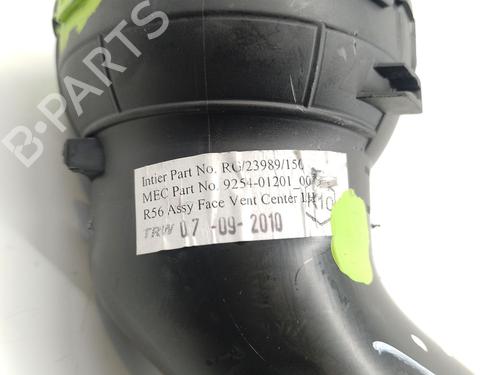 B-PARTS
Intier Part No. RG/23989/150
MEC Part No. 9254-01201_00
R56 Assy Face Vent Center LH
TRW 07 -09- 2010